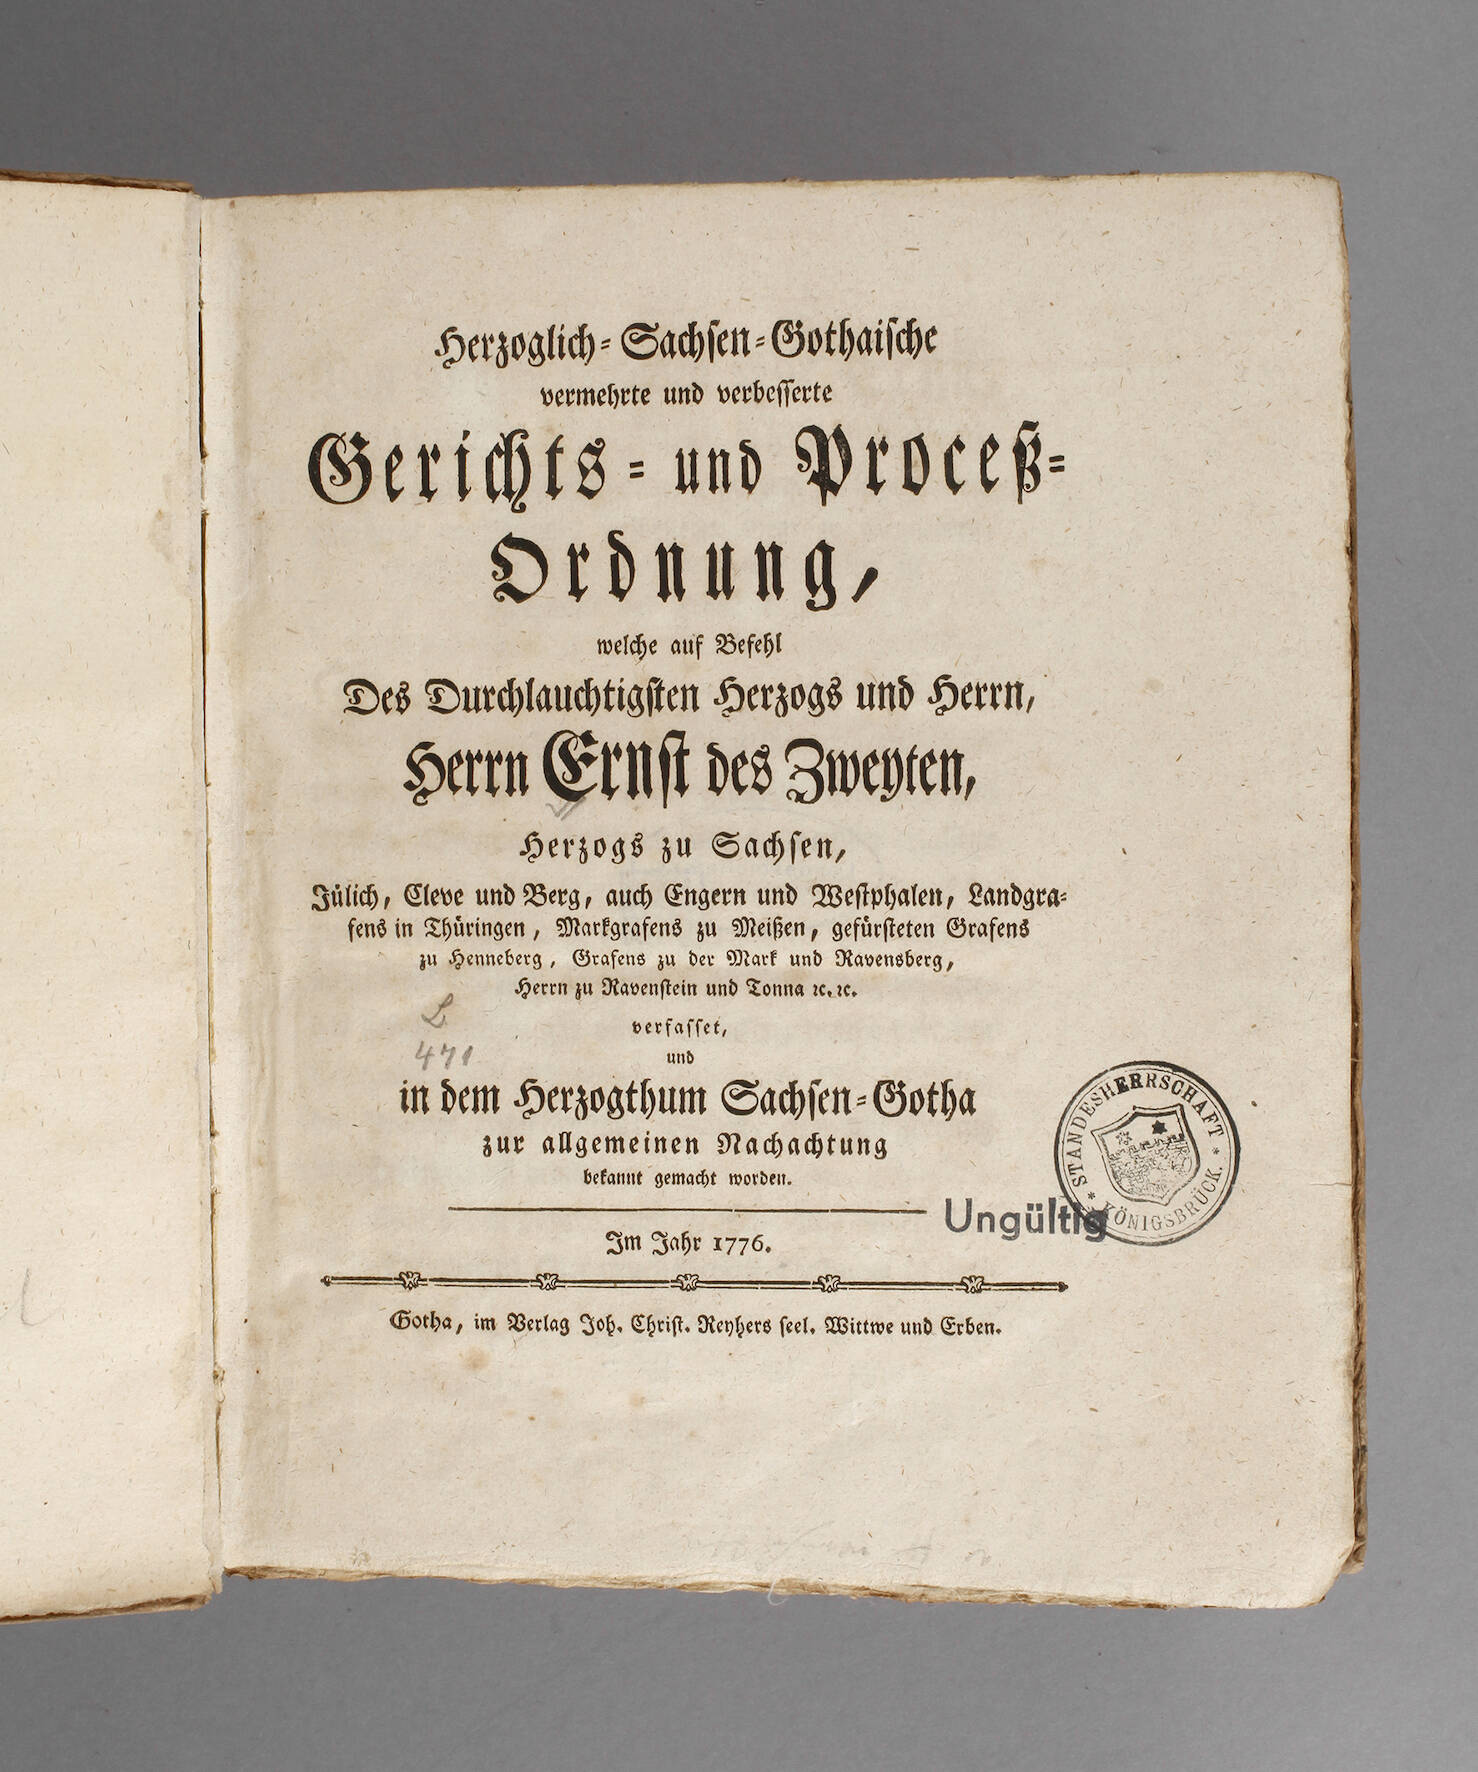 Herzoglich-Sachsen-Gothaische
vermehrte und verbesserte
Gerichts- und Proceß-
Ordnung,
welche auf Befehl
Des Durchlauchtigsten Herzogs und Herrn,
Herrn Ernst des Zweyten,
Herzogs zu Sachsen,
Jülich, Cleve und Berg, auch Engern und Westphalen, Landgra-
fens in Thüringen, Markgrafens zu Meißen, gefürsteten Grafens
zu Henneberg, Grafens zu der Mark und Ravensberg,
Herrn zu Ravenstein und Tonna ꝛc. ꝛc.
L
471
verfasset,
und
in dem Herzogthum Sachsen-Gotha
zur allgemeinen Nachachtung
bekannt gemacht worden.
STANDESHERRSCHAFT
* KÖNIGSBRÜCK. *
Ungültig
Im Jahr 1776.
Gotha, im Verlag Joh. Christ. Reyhers seel. Wittwe und Erben.